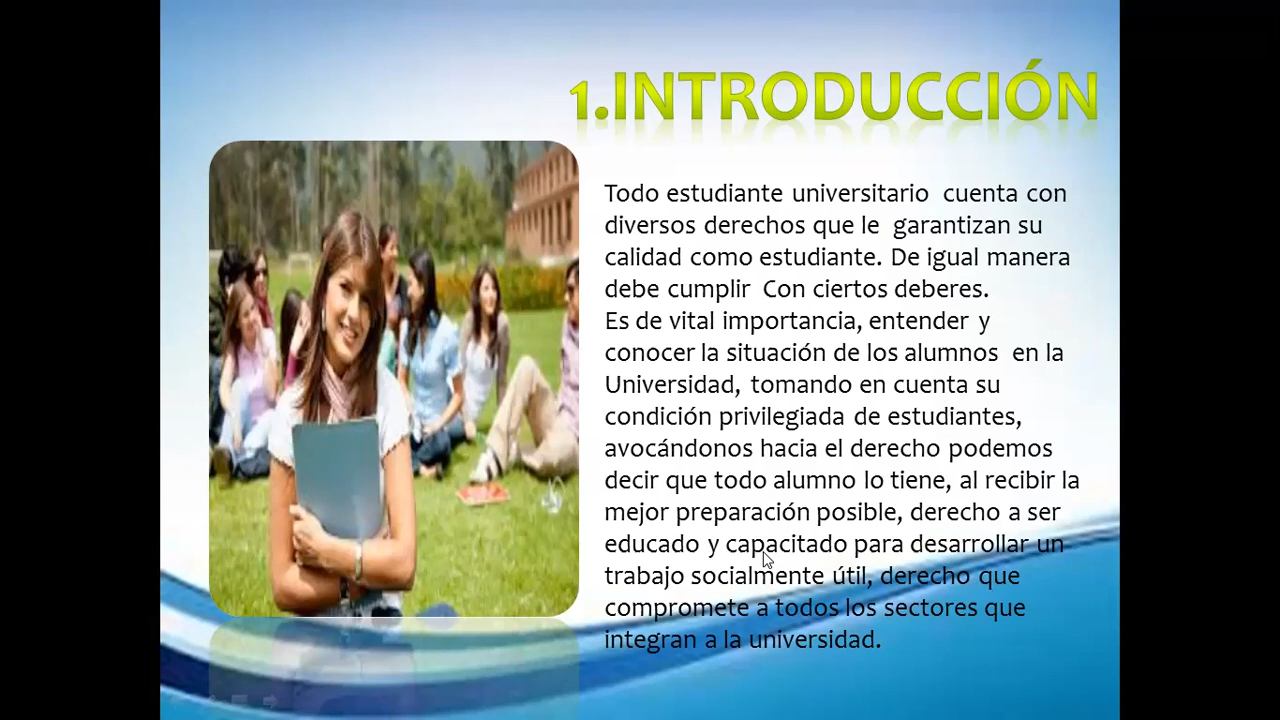 1.INTRODUCCIÓN
Todo estudiante universitario cuenta con
diversos derechos que le garantizan su
calidad como estudiante. De igual manera
debe cumplir Con ciertos deberes.
Es de vital importancia, entender y
conocer la situación de los alumnos en la
Universidad, tomando en cuenta su
condición privilegiada de estudiantes,
avocándonos hacia el derecho podemos
decir que todo alumno lo tiene, al recibir la
mejor preparación posible, derecho a ser
educado y capacitado para desarrollar un
trabajo socialmente útil, derecho que
compromete a todos los sectores que
integran a la universidad.